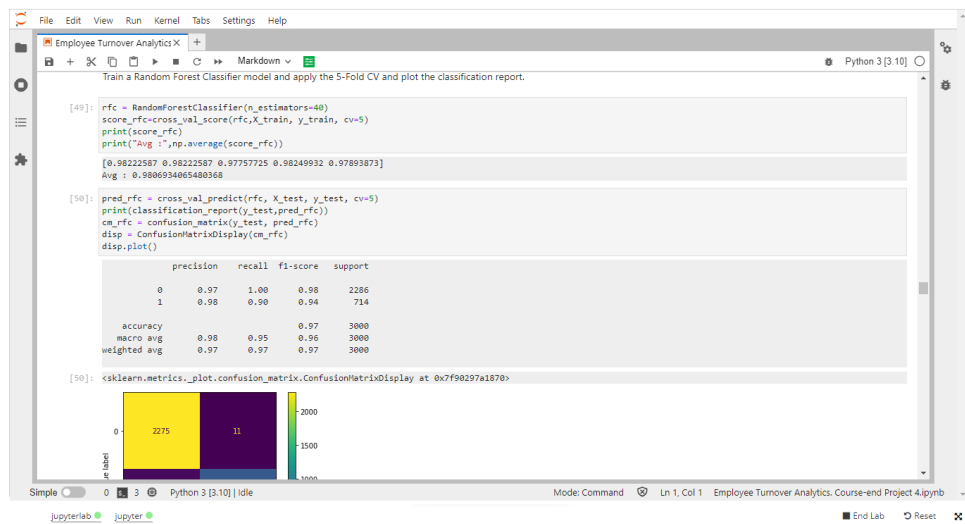 File Edit View Run Kernel Tabs Settings Help
Employee Turnover Analytics
Markdown
Python 3 [3.10]
Train a Random Forest Classifier model and apply the 5-Fold CV and plot the classification report.
[49]: rfc = RandomForestClassifier(n_estimators=40)
score_rfc=cross_val_score(rfc,X_train, y_train, cv=5)
print(score_rfc)
print("Avg :",np.average(score_rfc))
[0.98222587 0.98222587 0.97757725 0.98249932 0.97893873]
Avg : 0.9806934065480368
[50]: pred_rfc = cross_val_predict(rfc, X_test, y_test, cv=5)
print(classification_report(y_test,pred_rfc))
cm_rfc = confusion_matrix(y_test, pred_rfc)
disp = ConfusionMatrixDisplay(cm_rfc)
disp.plot()
precision recall f1-score support
0 0.97 1.00 0.98 2286
1 0.98 0.90 0.94 714
accuracy 0.97 3000
macro avg 0.98 0.95 0.96 3000
weighted avg 0.97 0.97 0.97 3000
[50]: <sklearn.metrics._plot.confusion_matrix.ConfusionMatrixDisplay at 0x7f90297a1870>
2000
0 2275 11
1500
ue label
1000
Simple 0 $_ 3 Python 3 [3.10] | Idle Mode: Command Ln 1, Col 1 Employee Turnover Analytics. Course-end Project 4.ipynb
jupyterlab jupyter End Lab Reset